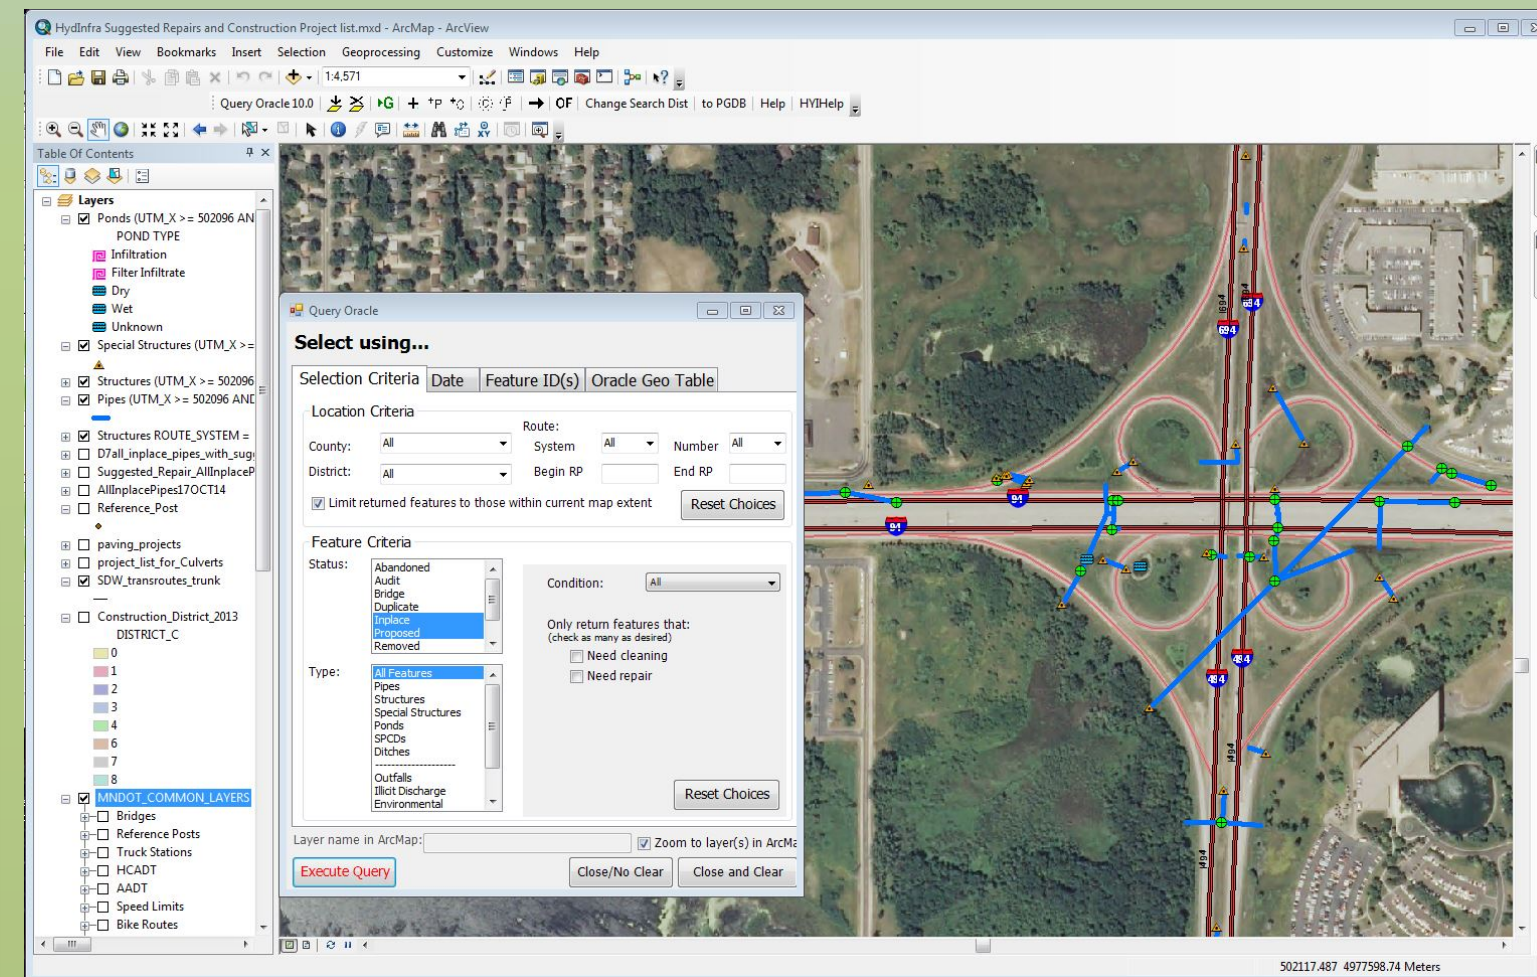 HydInfra Suggested Repairs and Construction Project list.mxd - ArcMap - ArcView
File Edit View Bookmarks Insert Selection Geoprocessing Customize Windows Help
1:4,571
Query Oracle 10.0 G +P OF Change Search Dist to PGDB Help HYIHelp
Table Of Contents
Layers
Ponds (UTM_X >= 502096 AN
POND TYPE
Infiltration
Filter Infiltrate
Dry
Wet
Unknown
Special Structures (UTM_X >=
Structures (UTM_X >= 502096
Pipes (UTM_X >= 502096 AND
Structures ROUTE_SYSTEM =
D7all_inplace_pipes_with_sug
Suggested_Repair_AllInplaceP
AllInplacePipes17OCT14
Reference_Post
paving_projects
project_list_for_Culverts
SDW_transroutes_trunk
Construction_District_2013
DISTRICT_C
0
1
2
3
4
6
7
8
MNDOT_COMMON_LAYERS
Bridges
Reference Posts
Truck Stations
HCADT
AADT
Speed Limits
Bike Routes
Query Oracle
Select using...
Selection Criteria Date Feature ID(s) Oracle Geo Table
Location Criteria
Route:
County: All System All Number All
District: All Begin RP End RP
Limit returned features to those within current map extent Reset Choices
Feature Criteria
Status:
Abandoned
Audit
Bridge
Duplicate
Inplace
Proposed
Removed
Condition: All
Only return features that:
(check as many as desired)
Need cleaning
Need repair
Type:
All Features
Pipes
Structures
Special Structures
Ponds
SPCDs
Ditches
--------------------
Outfalls
Illicit Discharge
Environmental
Reset Choices
Layer name in ArcMap: Zoom to layer(s) in ArcMa
Execute Query Close/No Clear Close and Clear
I694
694
694
94
94
494
494
I494
I494
502117.487 4977598.74 Meters